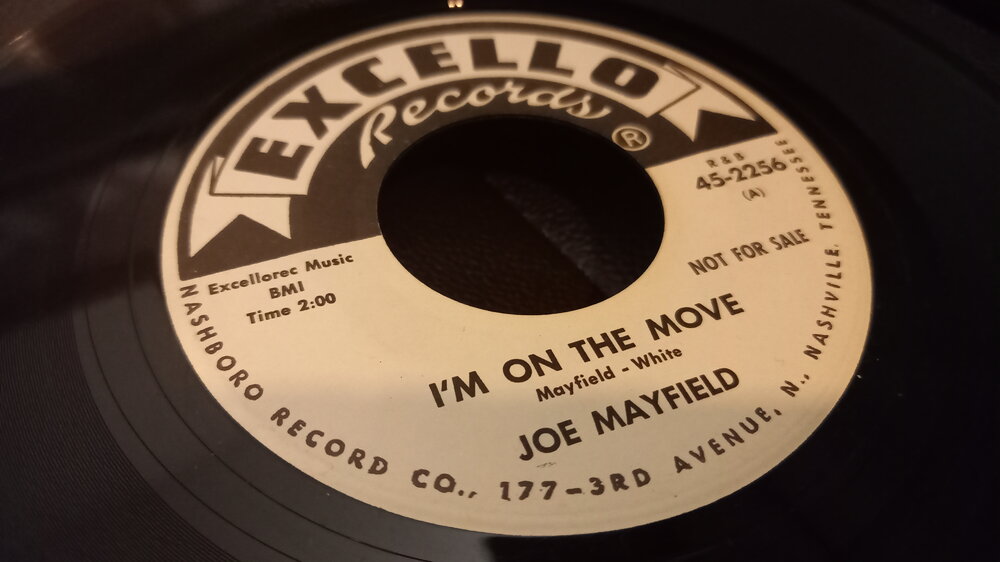 EXCELLO
Records ®
R & B
45-2256
(A)
NOT FOR SALE
Excellorec Music
BMI
Time 2:00
I'M ON THE MOVE
Mayfield - White
JOE MAYFIELD
NASHBORO RECORD CO., 177-3RD AVENUE, N., NASHVILLE, TENNESSEE